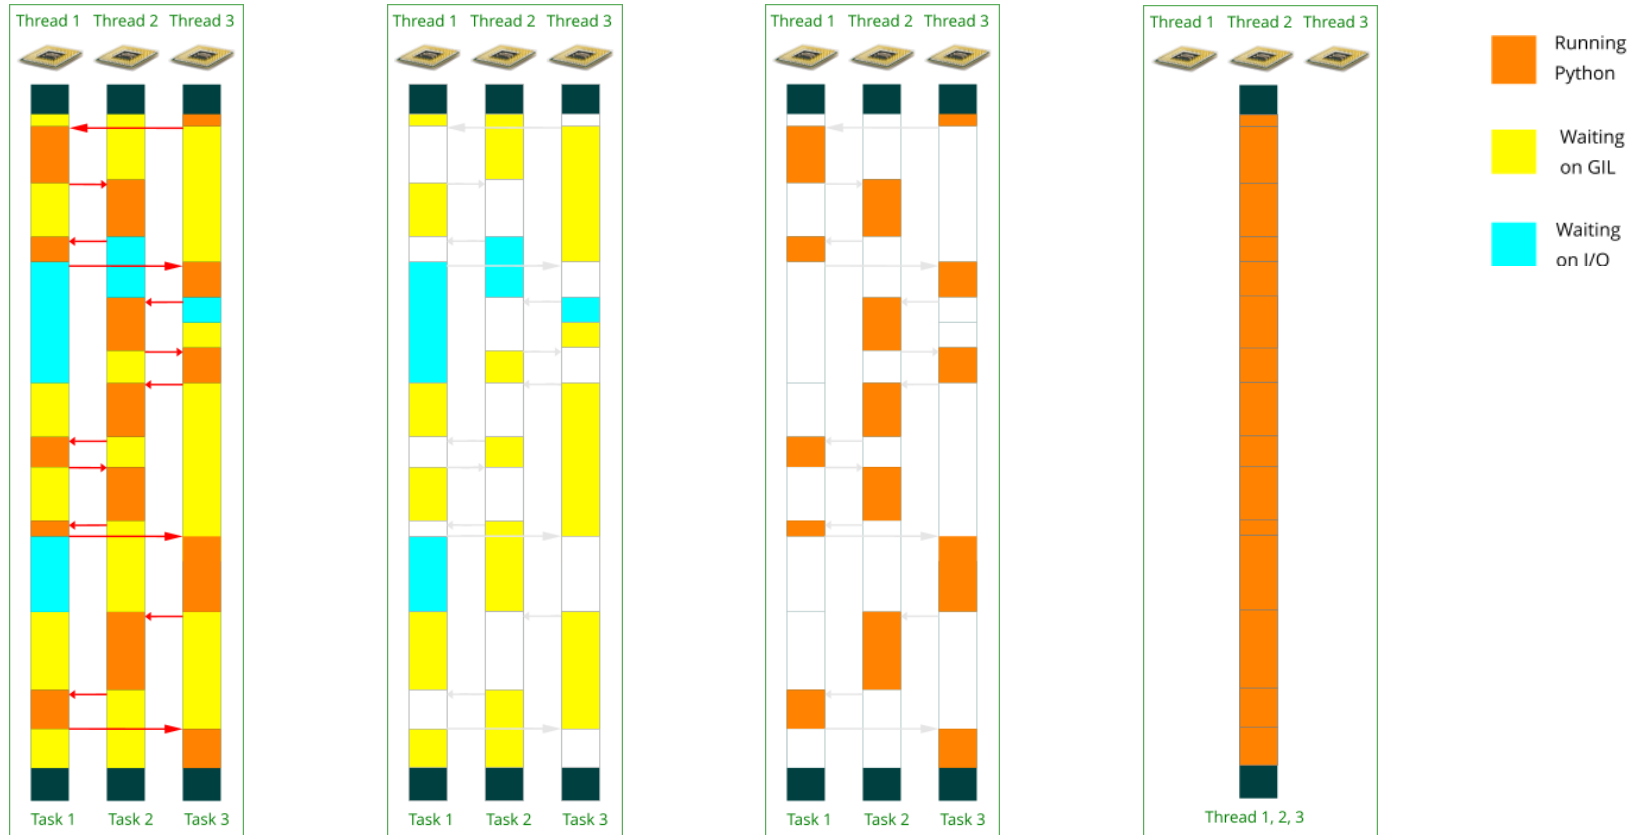 Thread 1 Thread 2 Thread 3
Task 1 Task 2 Task 3
Thread 1 Thread 2 Thread 3
Task 1 Task 2 Task 3
Thread 1 Thread 2 Thread 3
Task 1 Task 2 Task 3
Thread 1 Thread 2 Thread 3
Thread 1, 2, 3
Running
Python
Waiting
on GIL
Waiting
on I/O